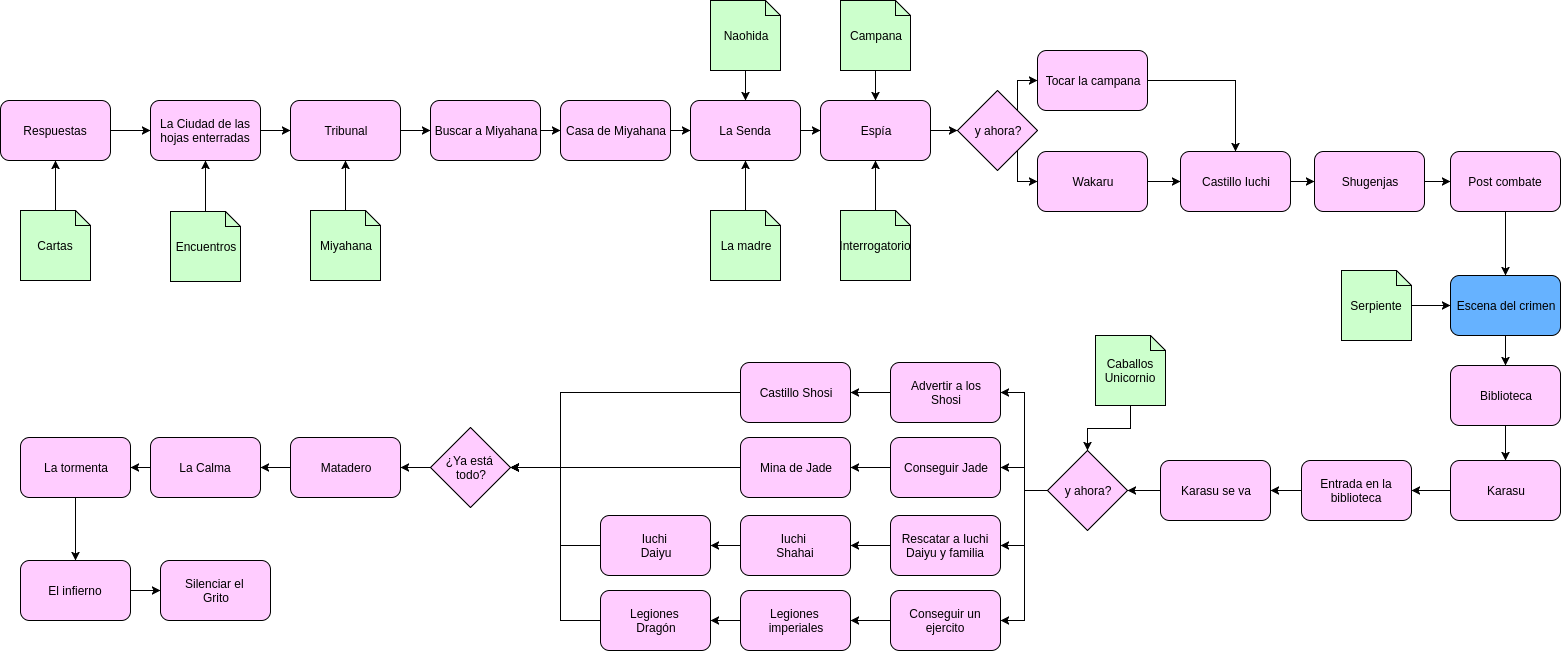 Naohida
Campana
Respuestas
La Ciudad de las
hojas enterradas
Tribunal
Buscar a Miyahana
Casa de Miyahana
La Senda
Espía
y ahora?
Tocar la campana
Wakaru
Castillo Iuchi
Shugenjas
Post combate
Cartas
Encuentros
Miyahana
La madre
Interrogatorio
Serpiente
Escena del crimen
Biblioteca
Karasu
Entrada en la
biblioteca
Karasu se va
y ahora?
Caballos
Unicornio
Advertir a los
Shosi
Castillo Shosi
Conseguir Jade
Mina de Jade
Rescatar a Iuchi
Daiyu y familia
Iuchi
Shahai
Iuchi
Daiyu
Conseguir un
ejercito
Legiones
imperiales
Legiones
Dragón
¿Ya está
todo?
Matadero
La Calma
La tormenta
El infierno
Silenciar el
Grito